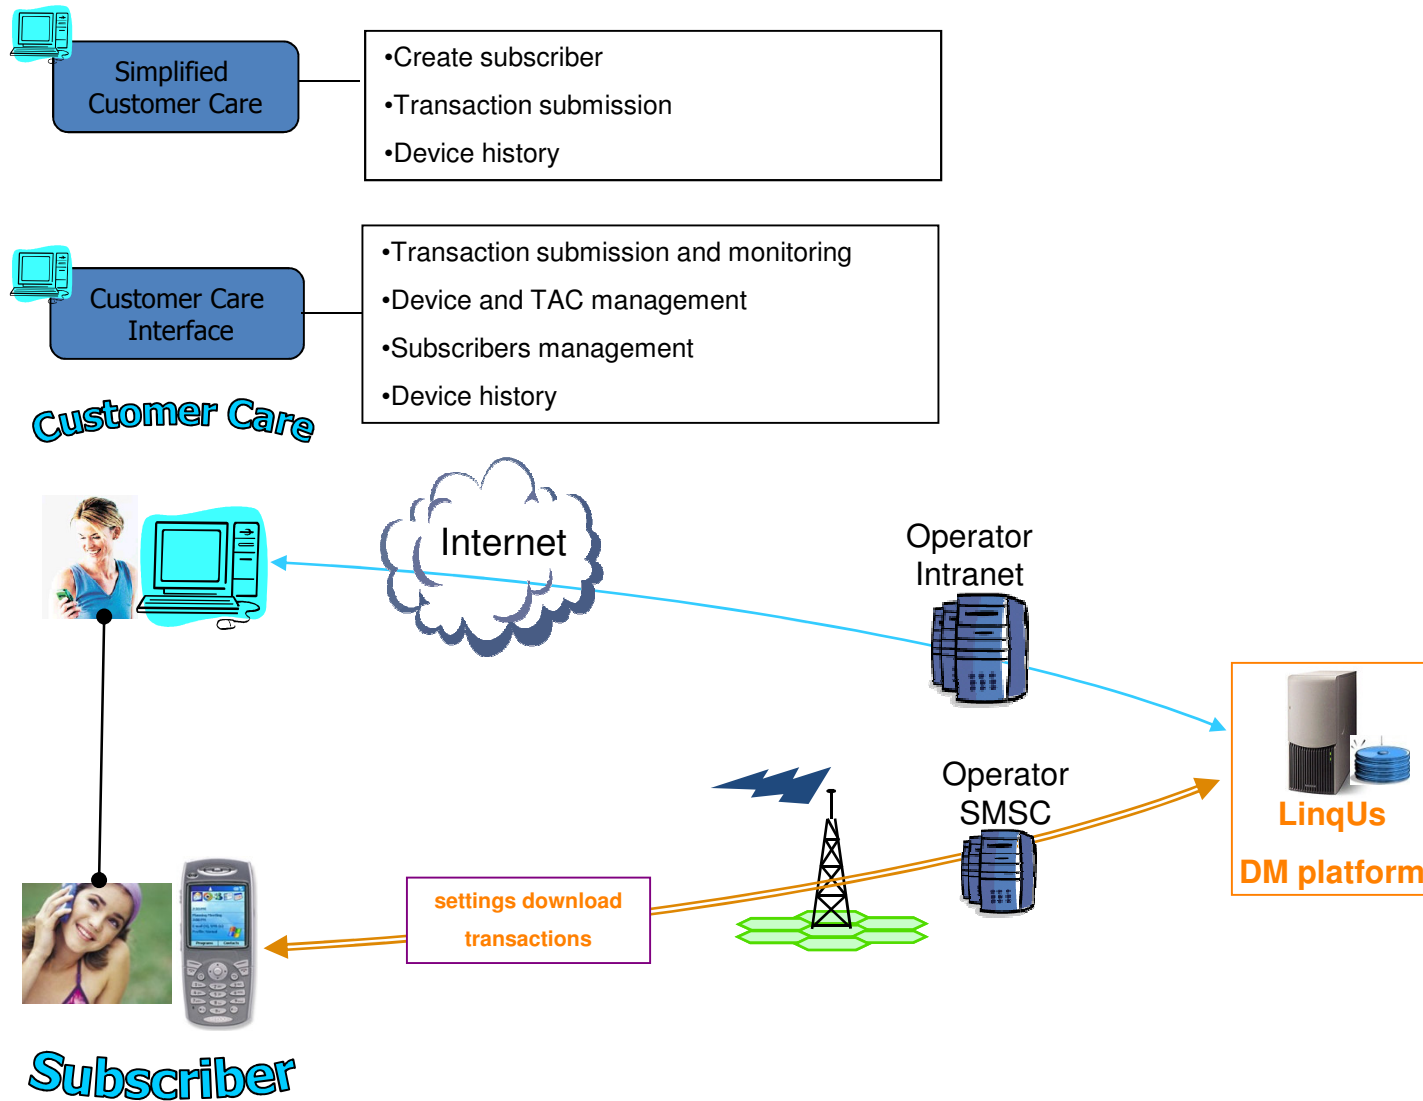 Simplified
Customer Care
•Create subscriber
•Transaction submission
•Device history
Customer Care
Interface
•Transaction submission and monitoring
•Device and TAC management
•Subscribers management
•Device history
Customer Care
Internet
Operator
Intranet
Operator
SMSC
LinqUs
DM platform
settings download
transactions
Subscriber